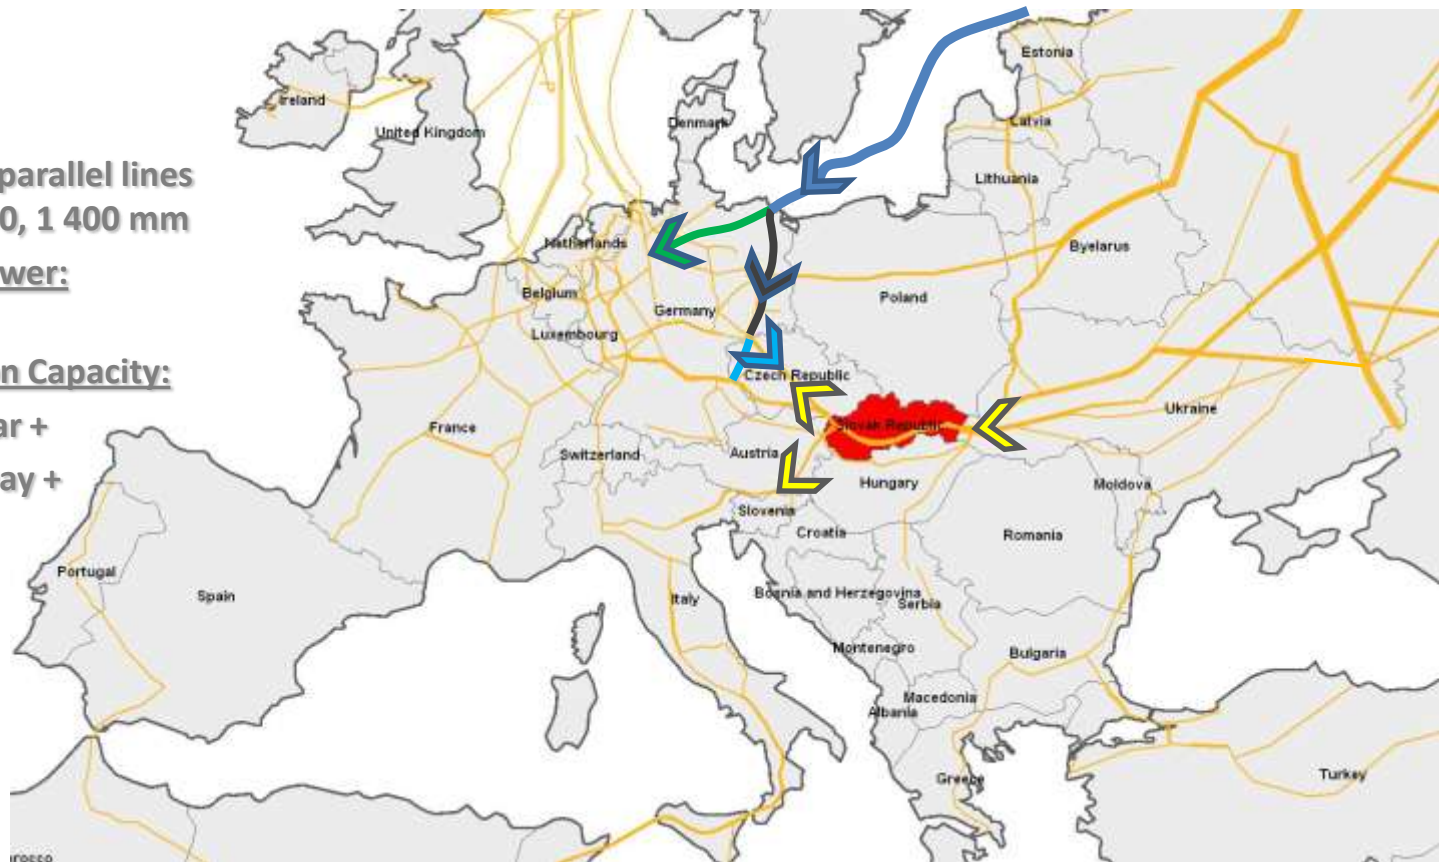 parallel lines
0, 1 400 mm
wer:
on Capacity:
ar +
ay +
Estonia
Ireland
Latvia
Denmark
United Kingdom
Lithuania
Netherlands
Byelarus
Belgium
Poland
Germany
Luxembourg
Czech Republic
Ukraine
Slovak Republic
France
Austria
Switzerland
Hungary
Moldova
Slovenia
Croatia
Romania
Portugal
Spain
Bosnia and Herzegovina
Italy
Serbia
Montenegro
Bulgaria
Macedonia
Albania
Greece
Turkey